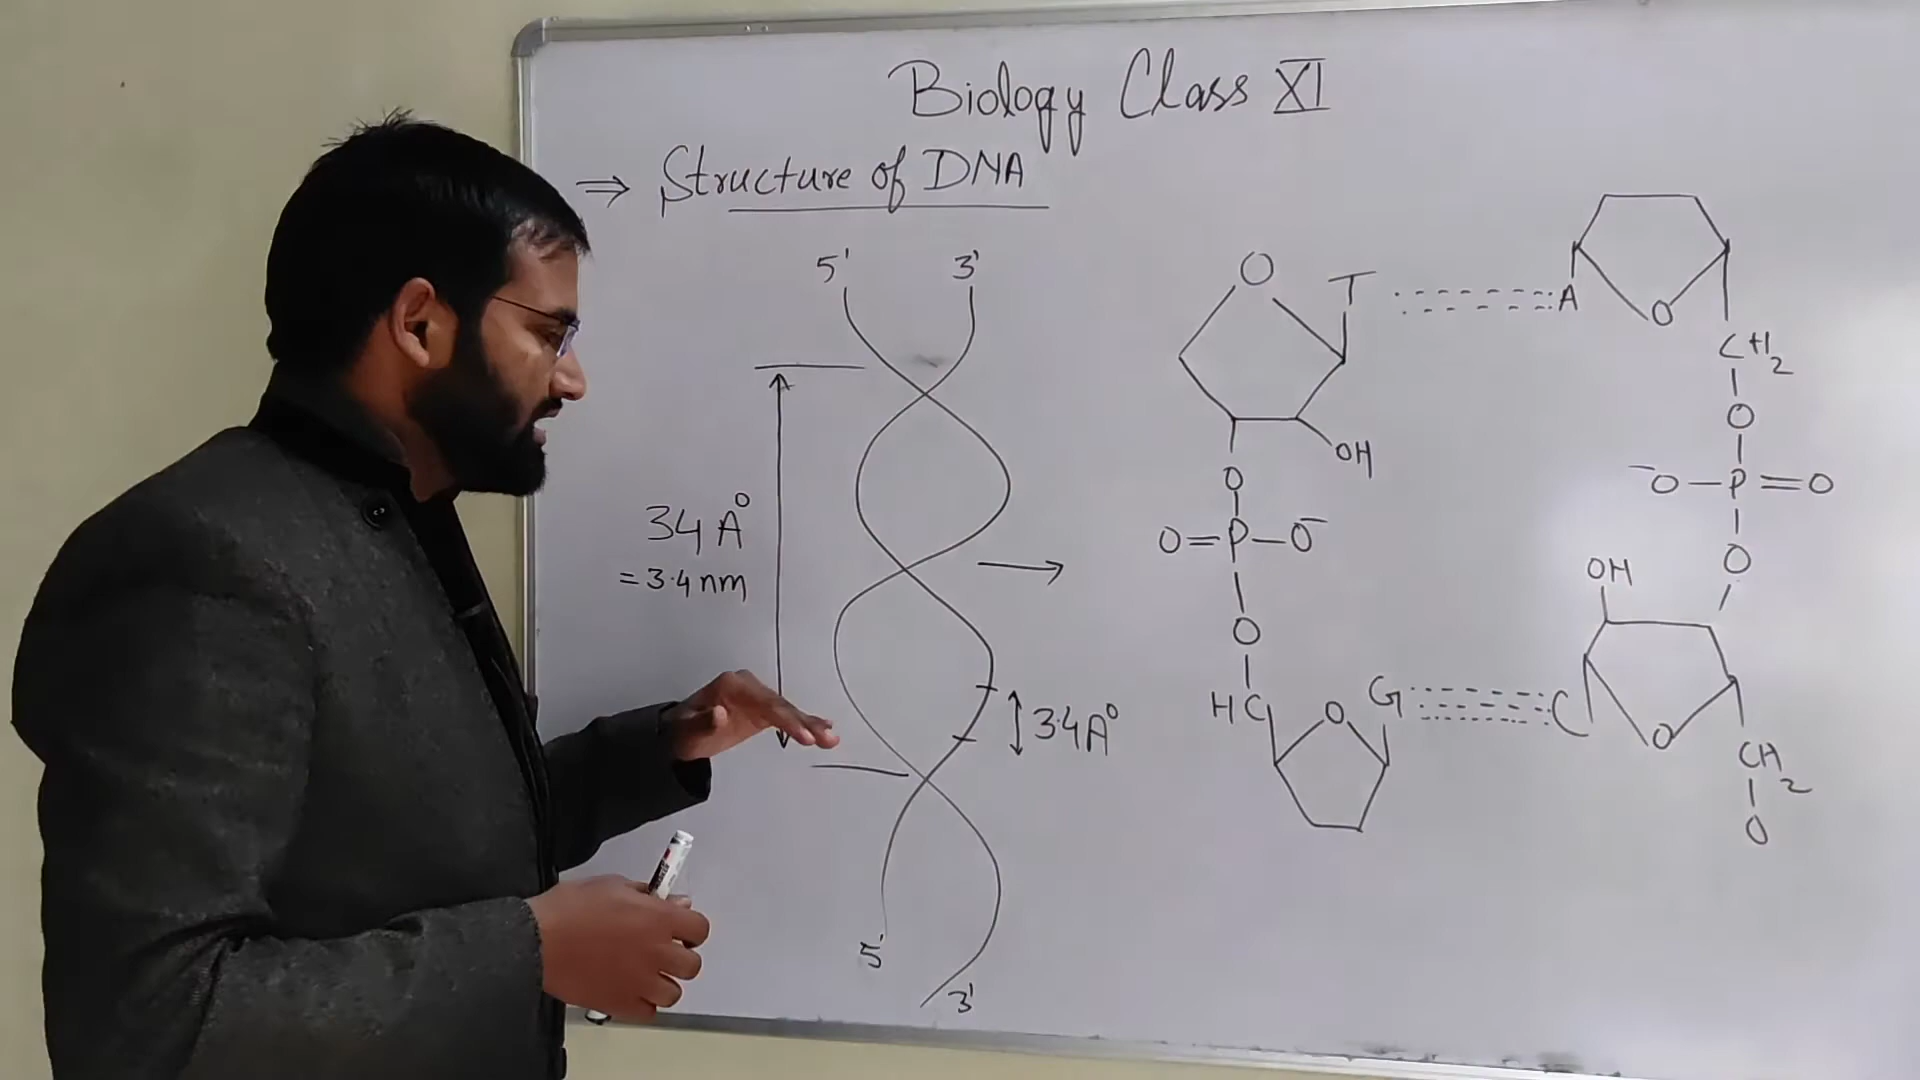 Biology Class XI
⇒ Structure of DNA
5' 3'
34 A°
= 3.4 nm
3.4A°
5'
3'
O T A O
CH2
O
OH
O
⁻O—P=O
O=P—O⁻
O
O
OH
HC O G C O
CH2
O